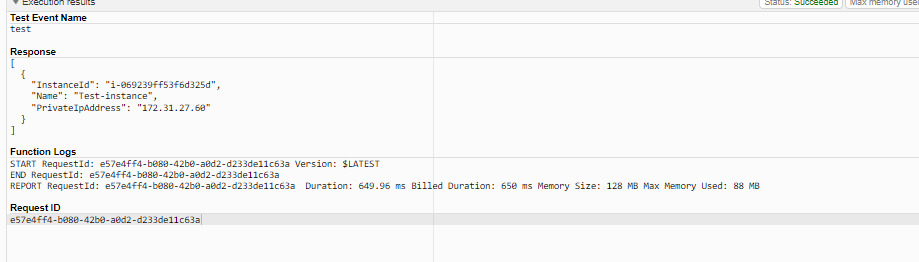 Execution results
Status: Succeeded
Max memory used
Test Event Name
test
Response
[
  {
    "InstanceId": "i-069239ff53f6d325d",
    "Name": "Test-instance",
    "PrivateIpAddress": "172.31.27.60"
  }
]
Function Logs
START RequestId: e57e4ff4-b080-42b0-a0d2-d233de11c63a Version: $LATEST
END RequestId: e57e4ff4-b080-42b0-a0d2-d233de11c63a
REPORT RequestId: e57e4ff4-b080-42b0-a0d2-d233de11c63a  Duration: 649.96 ms Billed Duration: 650 ms Memory Size: 128 MB Max Memory Used: 88 MB
Request ID
e57e4ff4-b080-42b0-a0d2-d233de11c63a